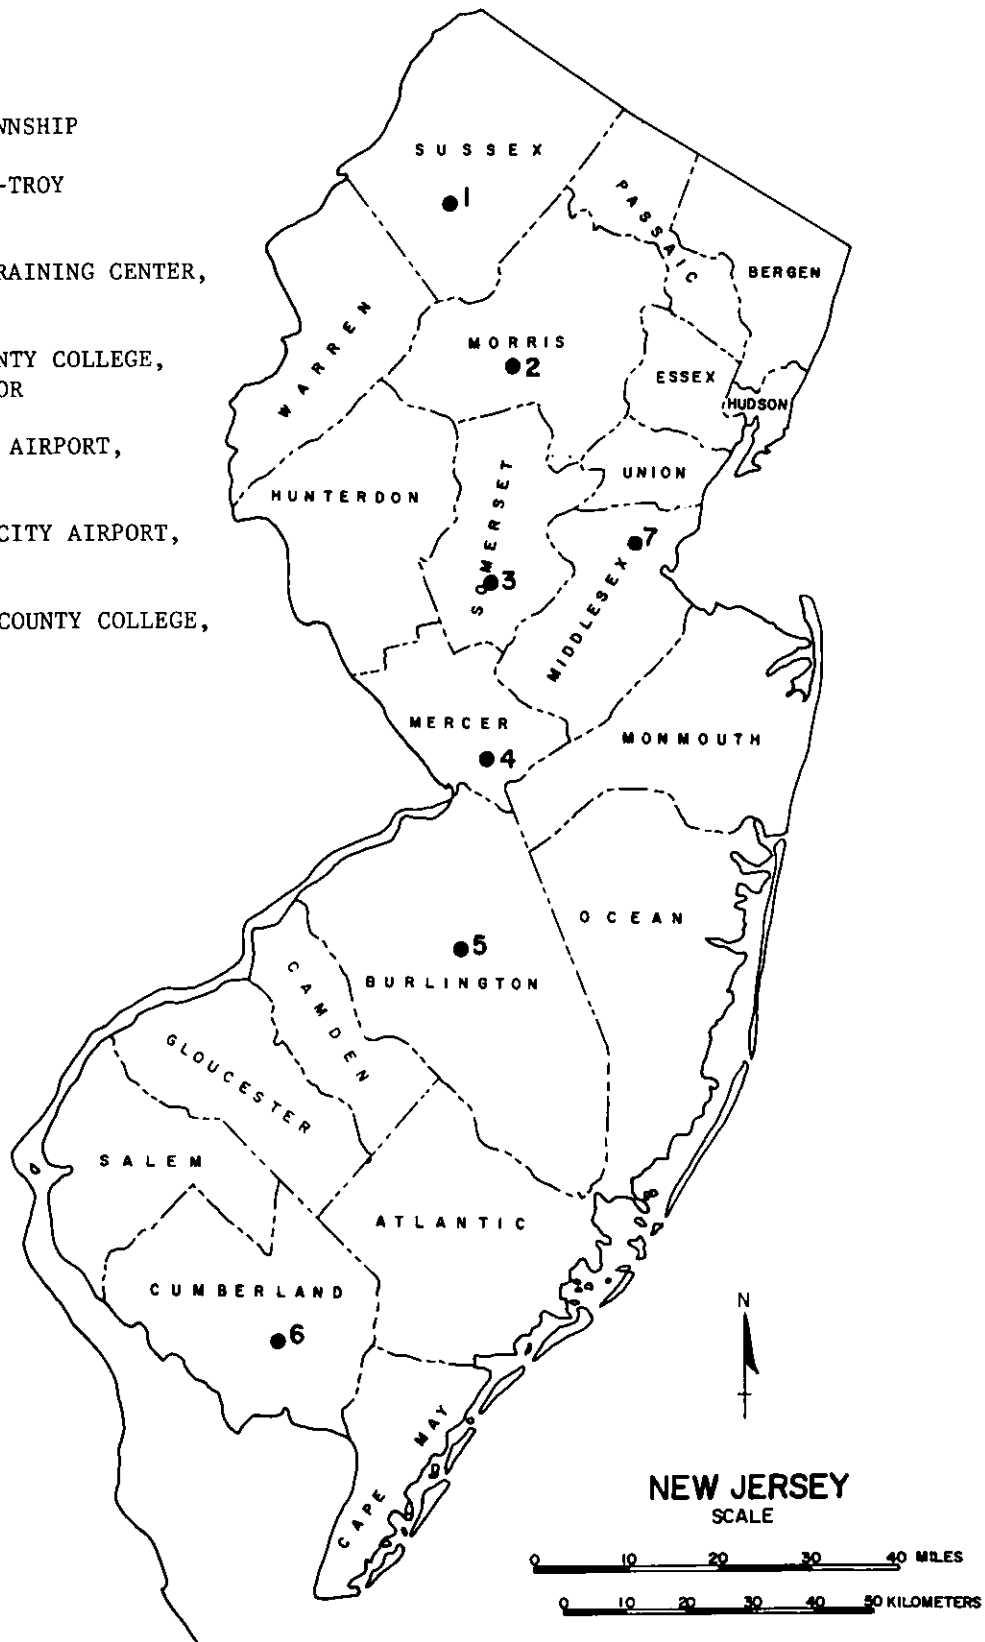 WNSHIP
-TROY
RAINING CENTER,
NTY COLLEGE,
OR
AIRPORT,
CITY AIRPORT,
COUNTY COLLEGE,
SUSSEX
1
PASSAIC
BERGEN
WARREN
MORRIS
2
ESSEX
HUDSON
UNION
HUNTERDON
SOMERSET
3
7
MIDDLESEX
MERCER
4
MONMOUTH
OCEAN
5
BURLINGTON
CAMDEN
GLOUCESTER
SALEM
ATLANTIC
CUMBERLAND
6
CAPE MAY
N
NEW JERSEY
SCALE
0 10 20 30 40 MILES
0 10 20 30 40 50 KILOMETERS